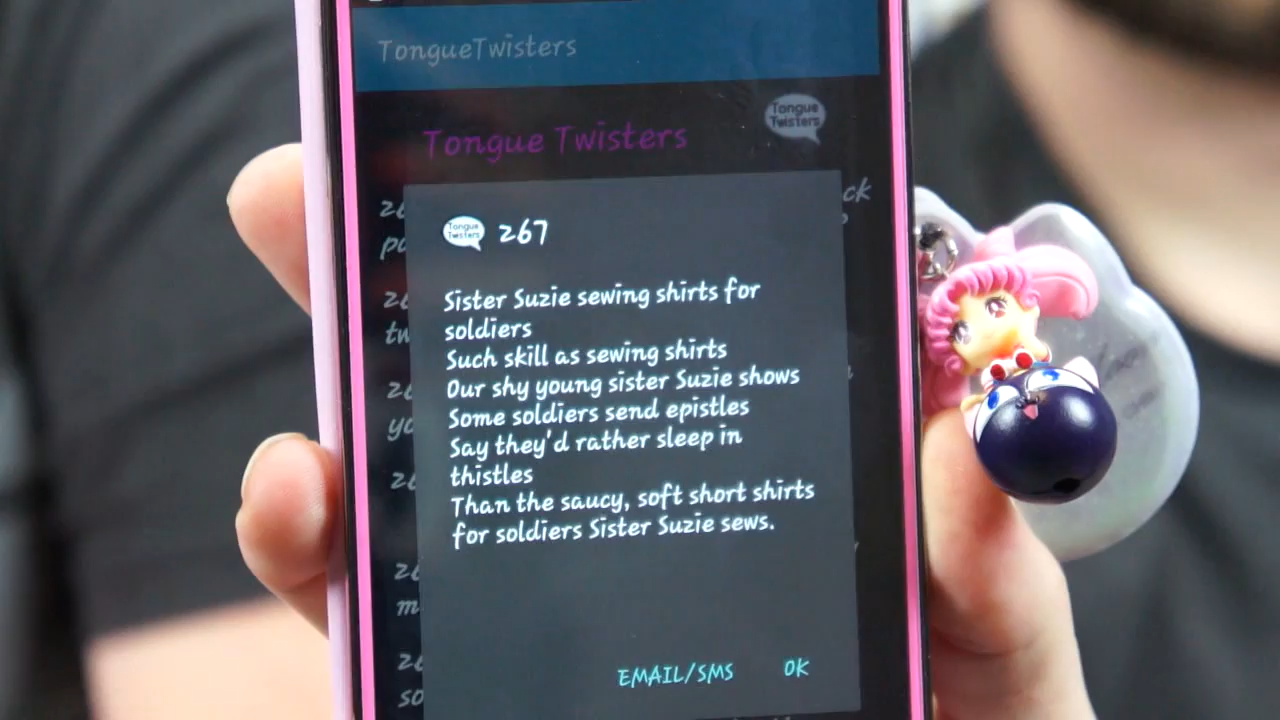 TongueTwisters
Tongue Twisters
Tongue
Twisters
Tongue
Twisters
267
Sister Suzie sewing shirts for
soldiers
Such skill as sewing shirts
Our shy young sister Suzie shows
Some soldiers send epistles
Say they'd rather sleep in
thistles
Than the saucy, soft short shirts
for soldiers Sister Suzie sews.
EMAIL/SMS OK